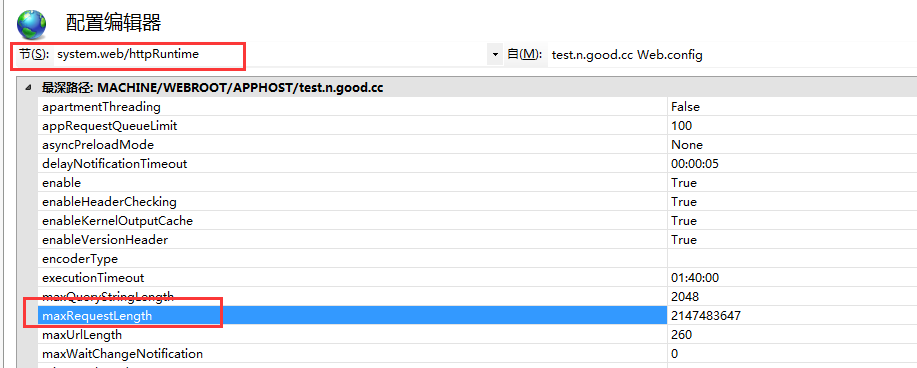 配置编辑器
节(S): system.web/httpRuntime 自(M): test.n.good.cc Web.config
最深路径: MACHINE/WEBROOT/APPHOST/test.n.good.cc
apartmentThreading False
appRequestQueueLimit 100
asyncPreloadMode None
delayNotificationTimeout 00:00:05
enable True
enableHeaderChecking True
enableKernelOutputCache True
enableVersionHeader True
encoderType
executionTimeout 01:40:00
maxQueryStringLength 2048
maxRequestLength 2147483647
maxUrlLength 260
maxWaitChangeNotification 0